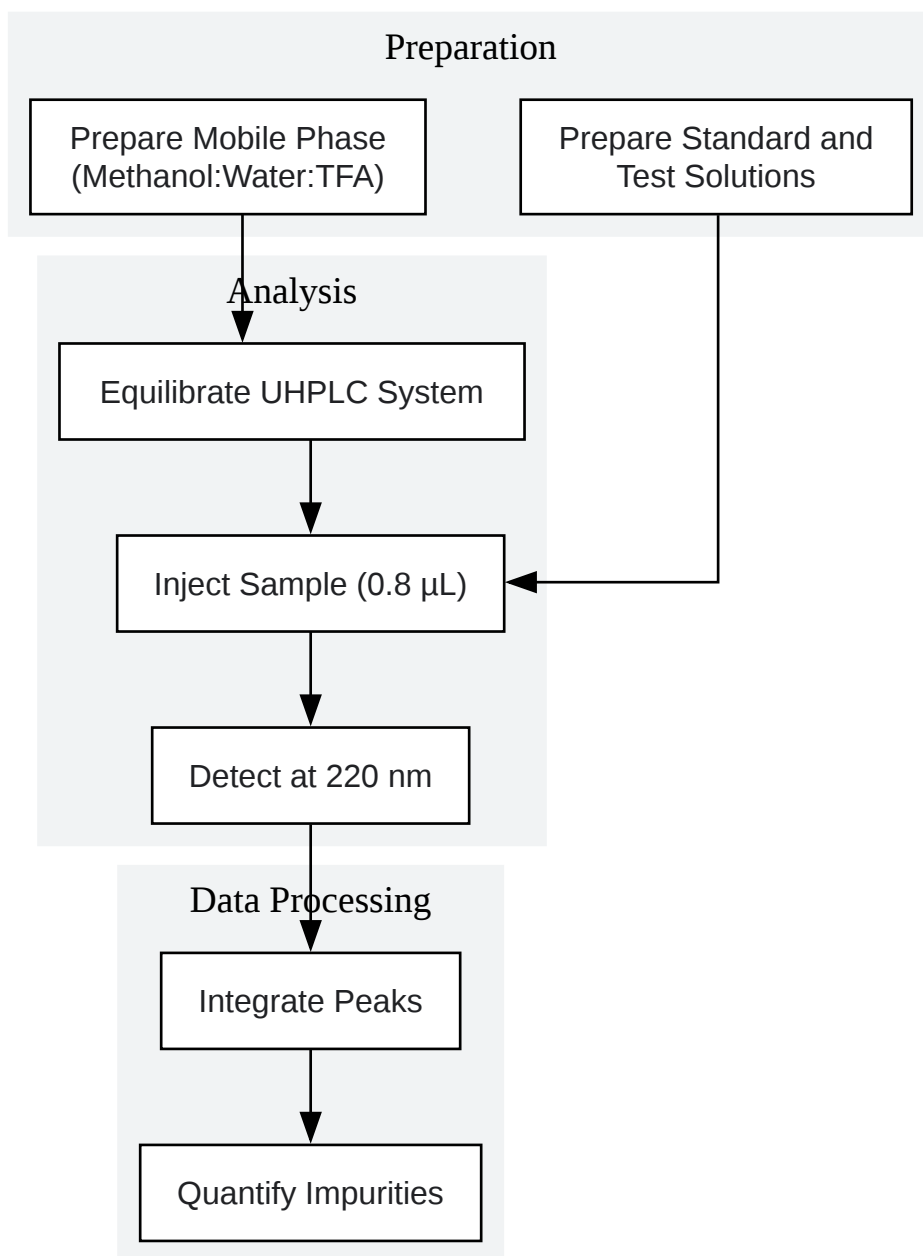 Preparation
Prepare Mobile Phase
(Methanol:Water:TFA)
Prepare Standard and
Test Solutions
Analysis
Equilibrate UHPLC System
Inject Sample (0.8 µL)
Detect at 220 nm
Data Processing
Integrate Peaks
Quantify Impurities